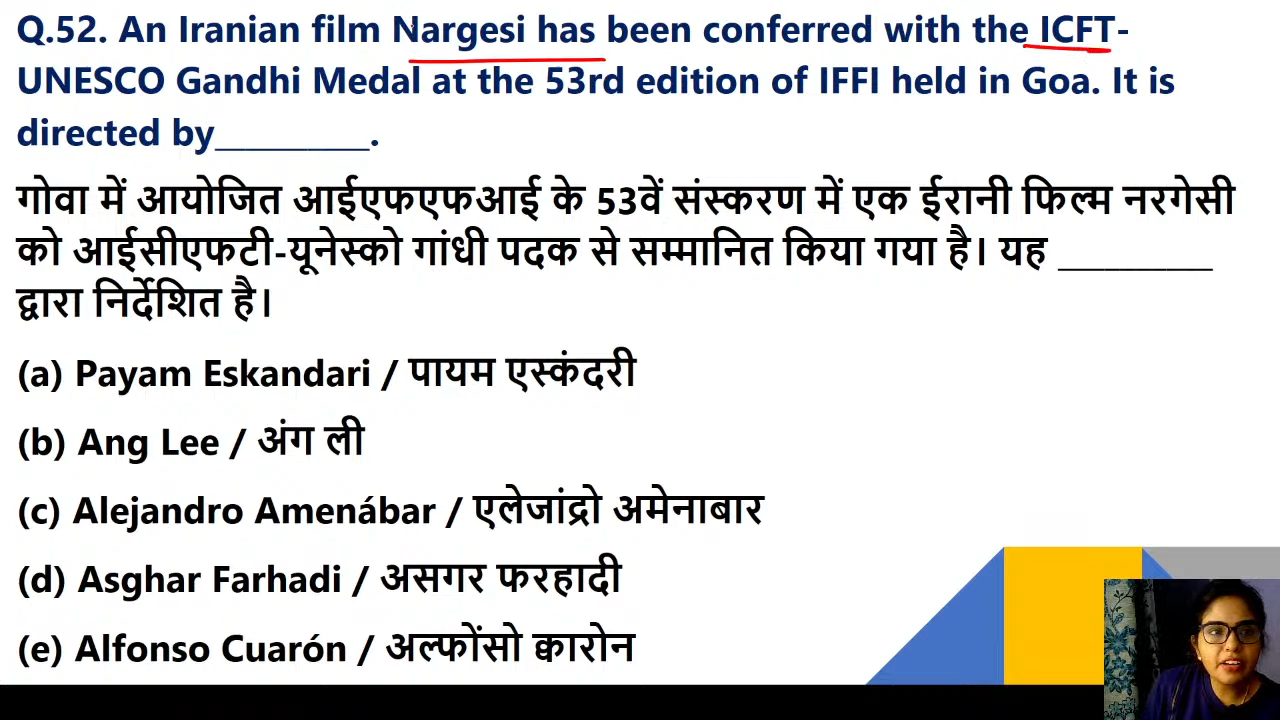 Q.52. An Iranian film Nargesi has been conferred with the ICFT-
UNESCO Gandhi Medal at the 53rd edition of IFFI held in Goa. It is
directed by__________.
गोवा में आयोजित आईएफएफआई के 53वें संस्करण में एक ईरानी फिल्म नरगेसी
को आईसीएफटी-यूनेस्को गांधी पदक से सम्मानित किया गया है। यह __________
द्वारा निर्देशित है।
(a) Payam Eskandari / पायम एस्कंदरी
(b) Ang Lee / अंग ली
(c) Alejandro Amenábar / एलेजांद्रो अमेनाबार
(d) Asghar Farhadi / असगर फरहादी
(e) Alfonso Cuarón / अल्फोंसो क्वारोन